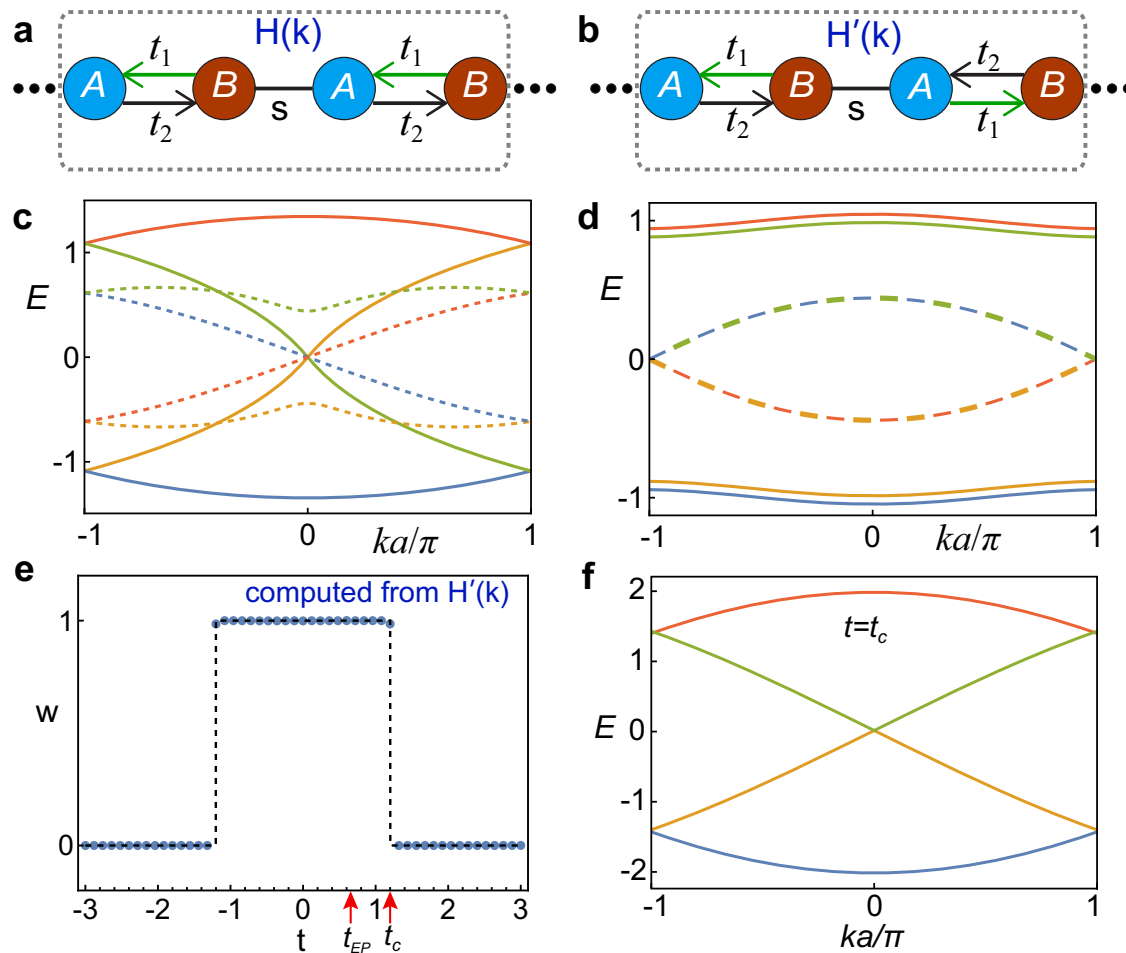 a H(k) b H′(k)
t1 t1 t1 t2
A B A B A B A B
t2 s t2 t2 s t1
c d
1 1
E E
0 0
-1 -1
-1 0 1 -1 0 1
ka/π ka/π
e computed from H′(k) f
1 2
t=tc
1
w E 0
-1
0 -2
-3 -2 -1 0 1 2 3 -1 0 1
t tEP tc ka/π